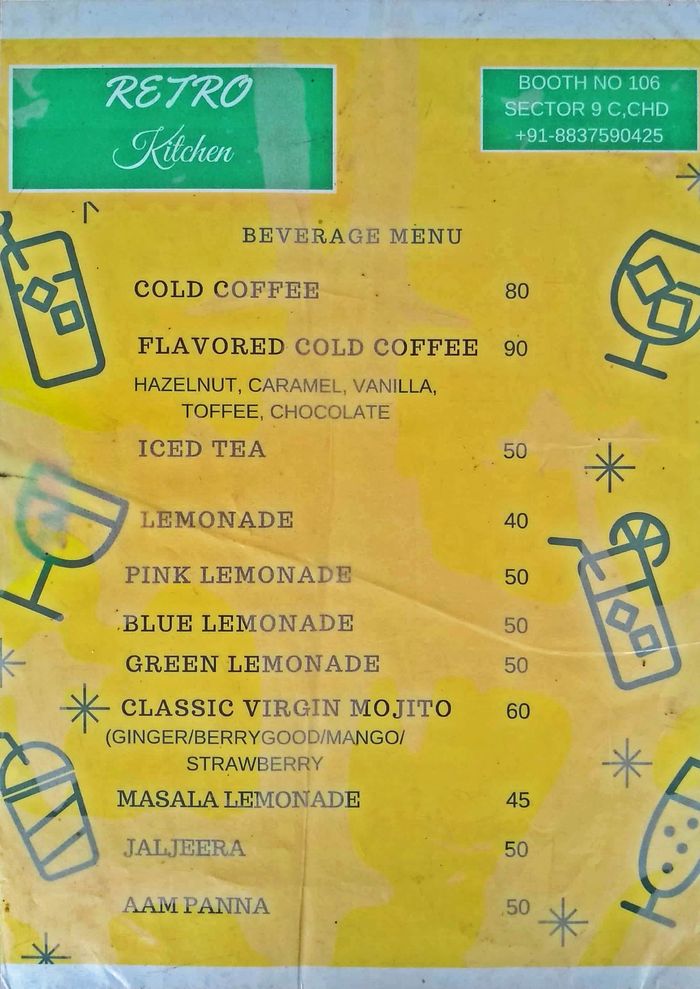 RETRO
Kitchen
BOOTH NO 106
SECTOR 9 C,CHD
+91-8837590425
BEVERAGE MENU
COLD COFFEE 80
FLAVORED COLD COFFEE 90
HAZELNUT, CARAMEL, VANILLA,
TOFFEE, CHOCOLATE
ICED TEA 50
LEMONADE 40
PINK LEMONADE 50
BLUE LEMONADE 50
GREEN LEMONADE 50
CLASSIC VIRGIN MOJITO 60
(GINGER/BERRYGOOD/MANGO/
STRAWBERRY
MASALA LEMONADE 45
JALJEERA 50
AAM PANNA 50